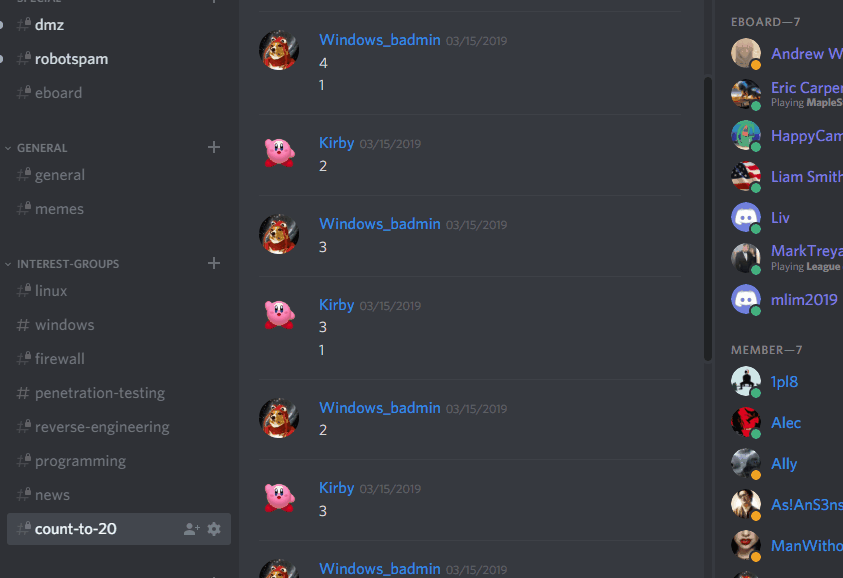 dmz
robotspam
eboard
GENERAL
general
memes
INTEREST-GROUPS
linux
# windows
firewall
# penetration-testing
reverse-engineering
programming
news
count-to-20
Windows_badmin 03/15/2019
4
1
Kirby 03/15/2019
2
Windows_badmin 03/15/2019
3
Kirby 03/15/2019
3
1
Windows_badmin 03/15/2019
2
Kirby 03/15/2019
3
Windows_badmin 03/15/2019
EBOARD—7
Andrew W
Eric Carpe
Playing MapleS
HappyCam
Liam Smith
Liv
MarkTreya
Playing League
mlim2019
MEMBER—7
1pl8
Alec
Ally
As!AnS3ns
ManWitho